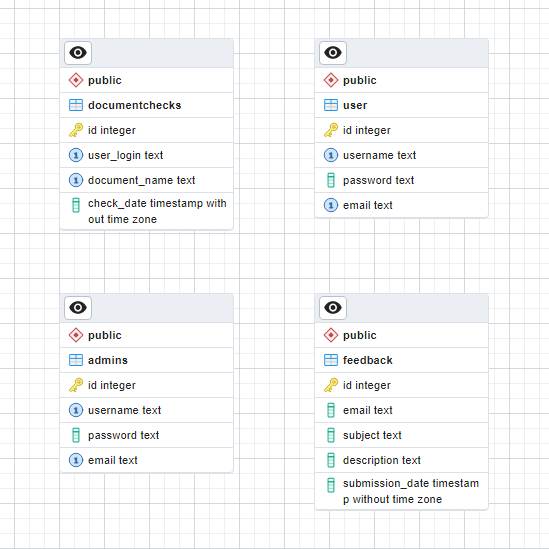 public
documentchecks
id integer
user_login text
document_name text
check_date timestamp with
out time zone
public
user
id integer
username text
password text
email text
public
admins
id integer
username text
password text
email text
public
feedback
id integer
email text
subject text
description text
submission_date timestam
p without time zone